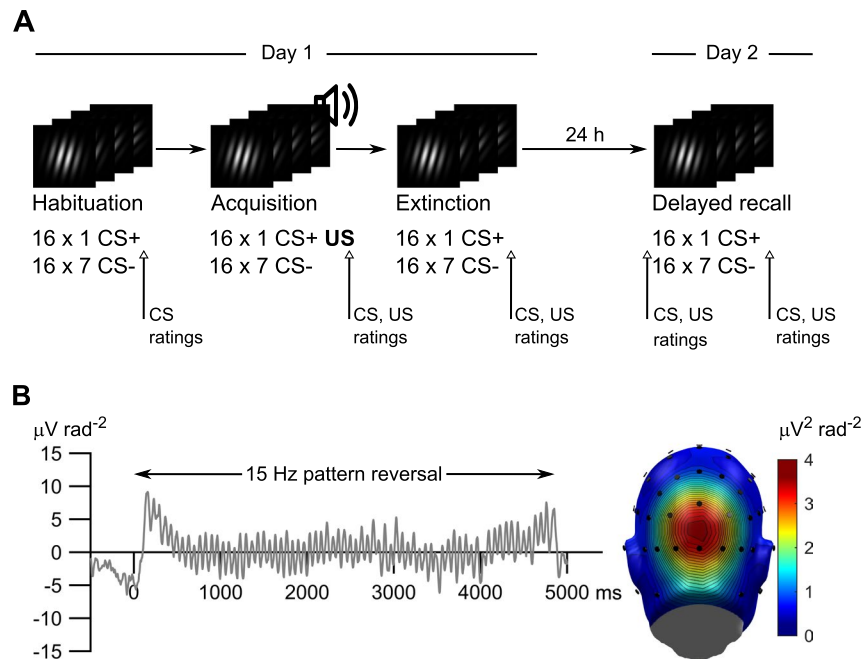 A
Day 1
Day 2
24 h
Habituation
Acquisition
Extinction
Delayed recall
16 x 1 CS+
16 x 7 CS-
16 x 1 CS+ US
16 x 7 CS-
16 x 1 CS+
16 x 7 CS-
16 x 1 CS+
16 x 7 CS-
CS
ratings
CS, US
ratings
CS, US
ratings
CS, US
ratings
CS, US
ratings
B
µV rad-2
15
10
5
0
-5
-10
-15
15 Hz pattern reversal
0
1000
2000
3000
4000
5000 ms
µV2 rad-2
4
3
2
1
0